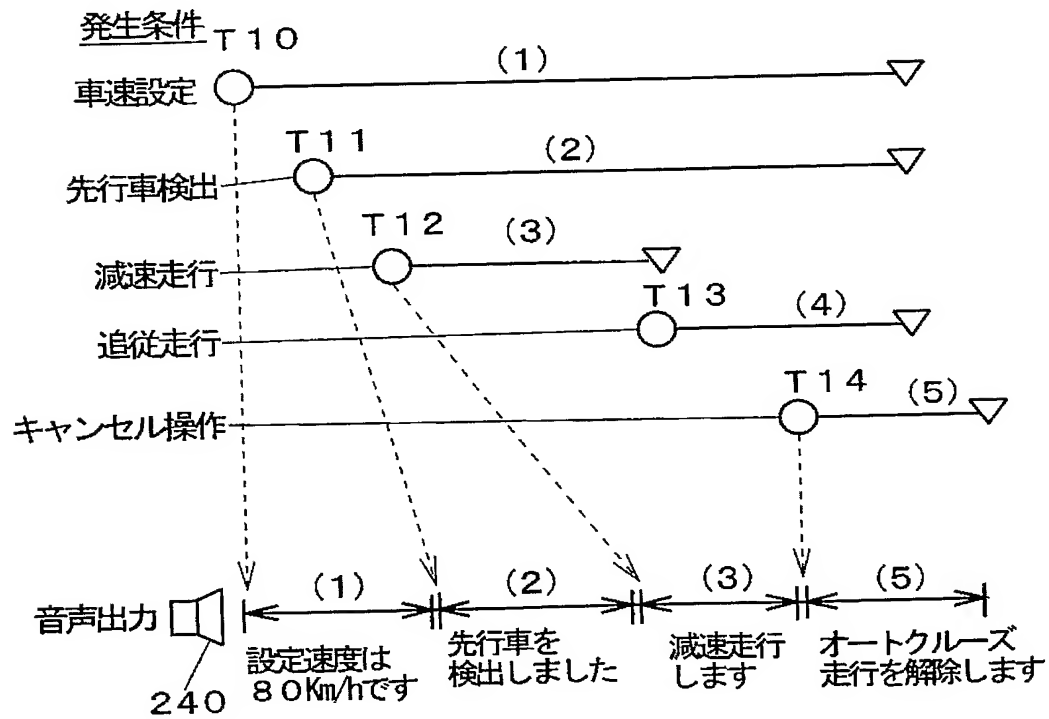 発生条件
T10
(1)
車速設定
T11
(2)
先行車検出
T12
(3)
減速走行
T13
(4)
追従走行
T14
(5)
キャンセル操作
(1)
(2)
(3)
(5)
音声出力
240
設定速度は
80Km/hです
先行車を
検出しました
減速走行
します
オートクルーズ
走行を解除します